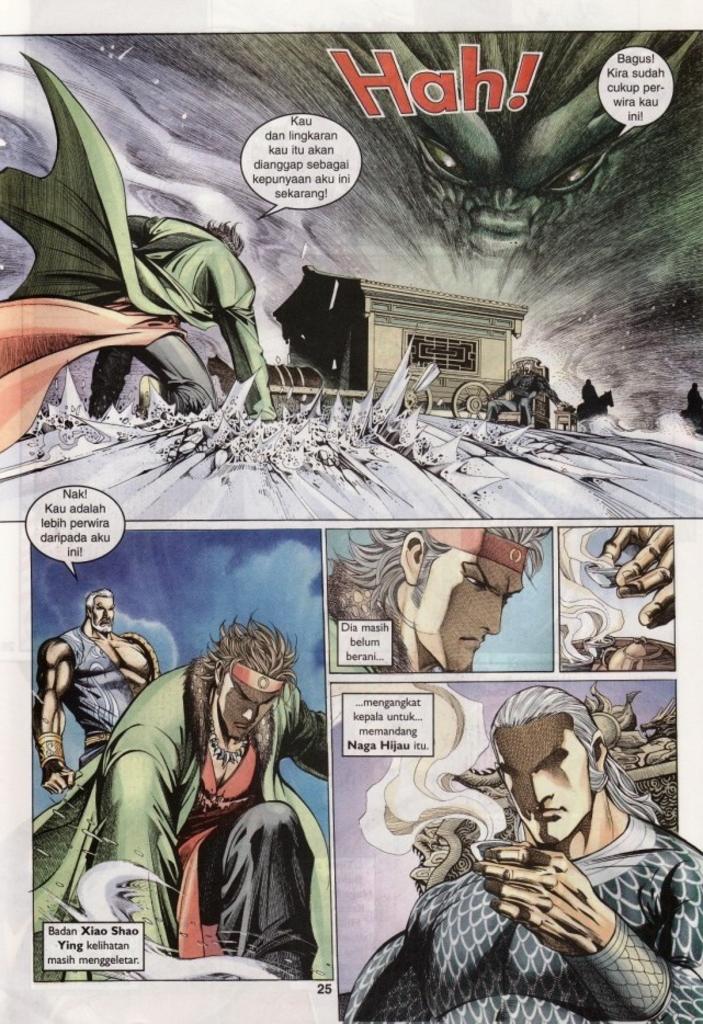 Hah!
Bagus!
Kira sudah
cukup per-
wira kau
ini!
Kau
dan lingkaran
kau itu akan
dianggap sebagai
kepunyaan aku ini
sekarang!
Nak!
Kau adalah
lebih perwira
daripada aku
ini!
Dia masih
belum
berani...
...mengangkat
kepala untuk...
memandang
Naga Hijau itu.
Badan Xiao Shao
Ying kelihatan
masih menggeletar.
25